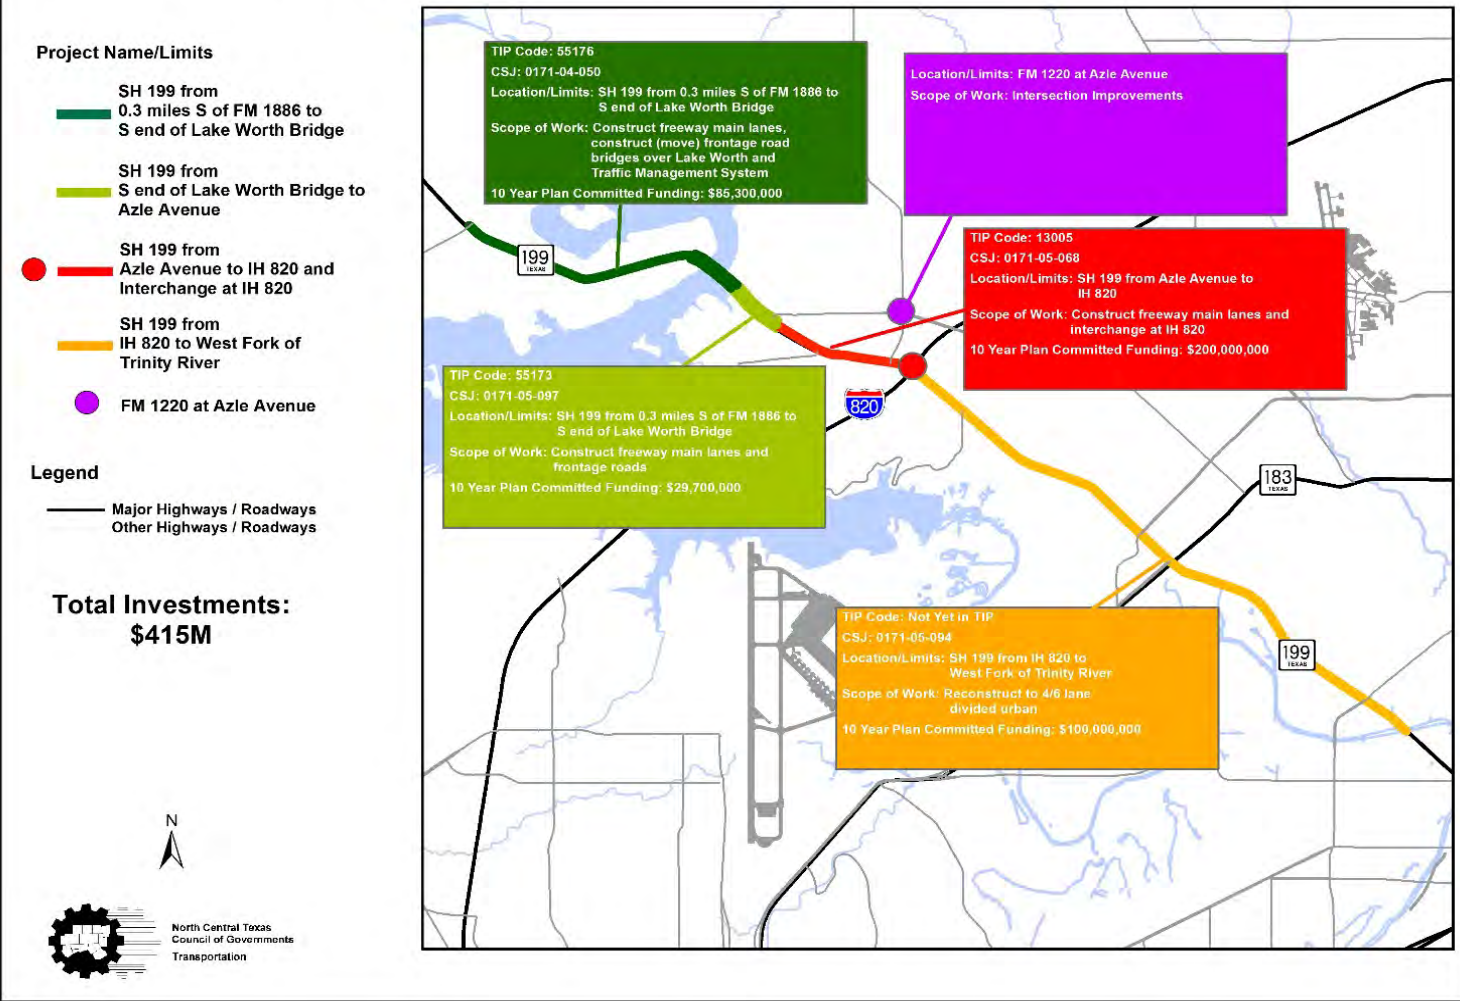 Project Name/Limits
SH 199 from
0.3 miles S of FM 1886 to
S end of Lake Worth Bridge
SH 199 from
S end of Lake Worth Bridge to
Azle Avenue
SH 199 from
Azle Avenue to IH 820 and
Interchange at IH 820
SH 199 from
IH 820 to West Fork of
Trinity River
FM 1220 at Azle Avenue
Legend
Major Highways / Roadways
Other Highways / Roadways
Total Investments:
$415M
N
North Central Texas
Council of Governments
Transportation
TIP Code: 55176
CSJ: 0171-04-050
Location/Limits: SH 199 from 0.3 miles S of FM 1886 to
S end of Lake Worth Bridge
Scope of Work: Construct freeway main lanes,
construct (move) frontage road
bridges over Lake Worth and
Traffic Management System
10 Year Plan Committed Funding: $85,300,000
Location/Limits: FM 1220 at Azle Avenue
Scope of Work: Intersection Improvements
TIP Code: 13005
CSJ: 0171-05-068
Location/Limits: SH 199 from Azle Avenue to
IH 820
Scope of Work: Construct freeway main lanes and
interchange at IH 820
10 Year Plan Committed Funding: $200,000,000
199
TEXAS
TIP Code: 55173
CSJ: 0171-05-097
Location/Limits: SH 199 from 0.3 miles S of FM 1886 to
S end of Lake Worth Bridge
Scope of Work: Construct freeway main lanes and
frontage roads
10 Year Plan Committed Funding: $29,700,000
820
183
TEXAS
TIP Code: Not Yet in TIP
CSJ: 0171-05-094
Location/Limits: SH 199 from IH 820 to
West Fork of Trinity River
Scope of Work: Reconstruct to 4/6 lane
divided urban
10 Year Plan Committed Funding: $100,000,000
199
TEXAS